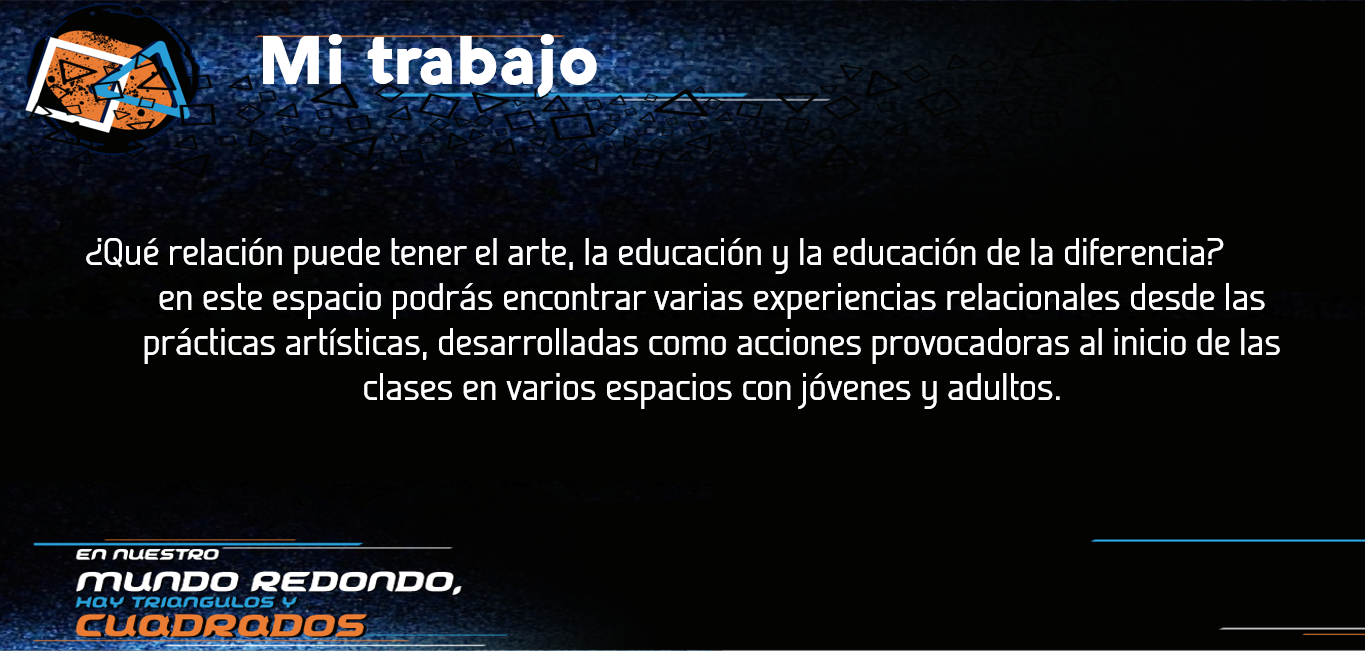 Mi trabajo
¿Qué relación puede tener el arte, la educación y la educación de la diferencia?
en este espacio podrás encontrar varias experiencias relacionales desde las
prácticas artísticas, desarrolladas como acciones provocadoras al inicio de las
clases en varios espacios con jóvenes y adultos.
EN NUESTRO
MUNDO REDONDO,
HAY TRIANGULOS Y
CUADRADOS